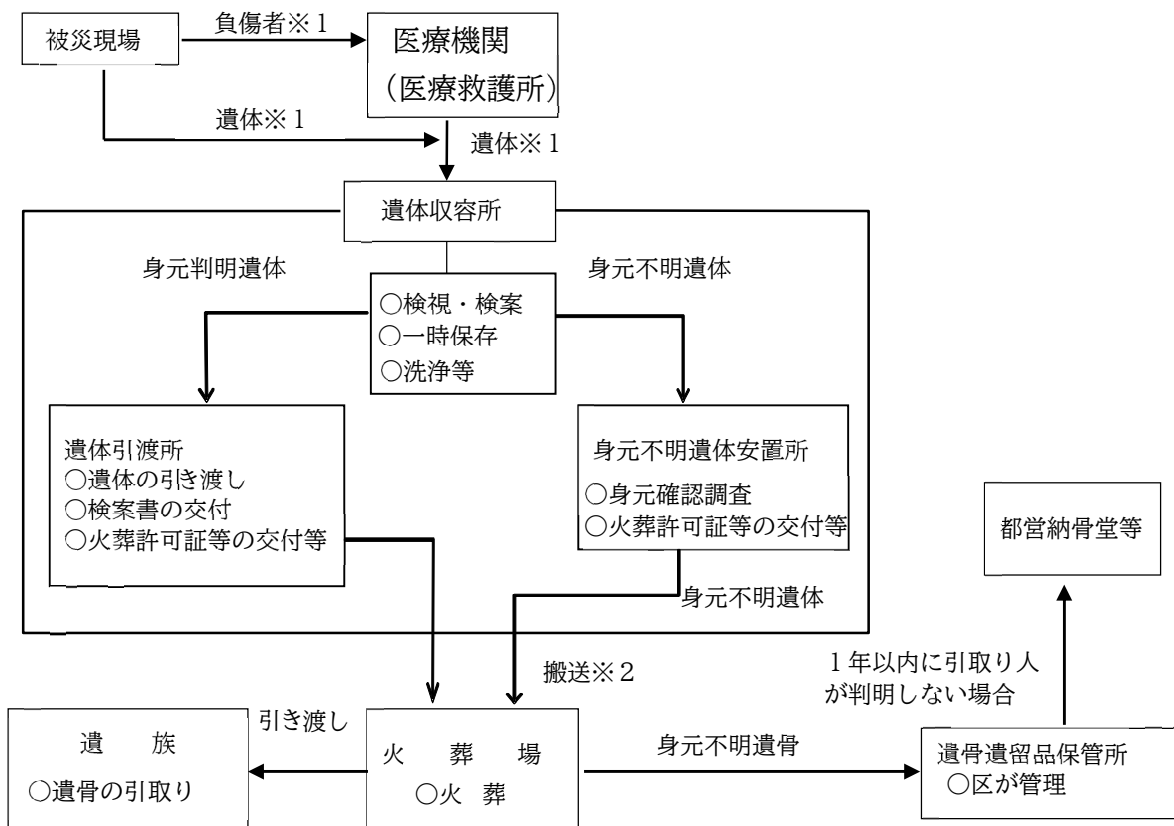 被災現場
負傷者※１
医療機関
（医療救護所）
遺体※１
遺体※１
遺体収容所
身元判明遺体
身元不明遺体
○検視・検案
○一時保存
○洗浄等
遺体引渡所
○遺体の引き渡し
○検案書の交付
○火葬許可証等の交付等
身元不明遺体安置所
○身元確認調査
○火葬許可証等の交付等
都営納骨堂等
身元不明遺体
搬送※２
１年以内に引取り人
が判明しない場合
遺　族
○遺骨の引取り
引き渡し
火　葬　場
○火　葬
身元不明遺骨
遺骨遺留品保管所
○区が管理